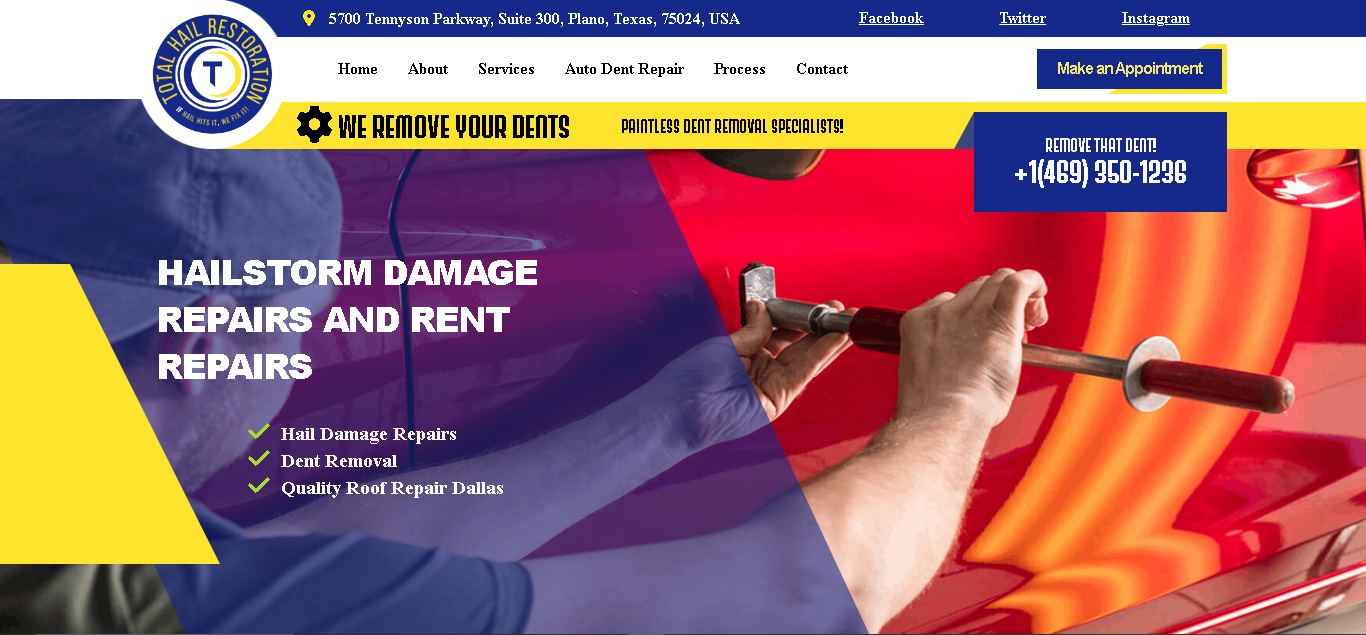 5700 Tennyson Parkway, Suite 300, Plano, Texas, 75024, USA
Facebook
Twitter
Instagram
TOTAL HAIL RESTORATION
T
IF HAIL HITS IT, WE FIX IT!
Home
About
Services
Auto Dent Repair
Process
Contact
Make an Appointment
WE REMOVE YOUR DENTS
PAINTLESS DENT REMOVAL SPECIALISTS!
REMOVE THAT DENT!
+1(469) 350-1236
HAILSTORM DAMAGE
REPAIRS AND RENT
REPAIRS
Hail Damage Repairs
Dent Removal
Quality Roof Repair Dallas